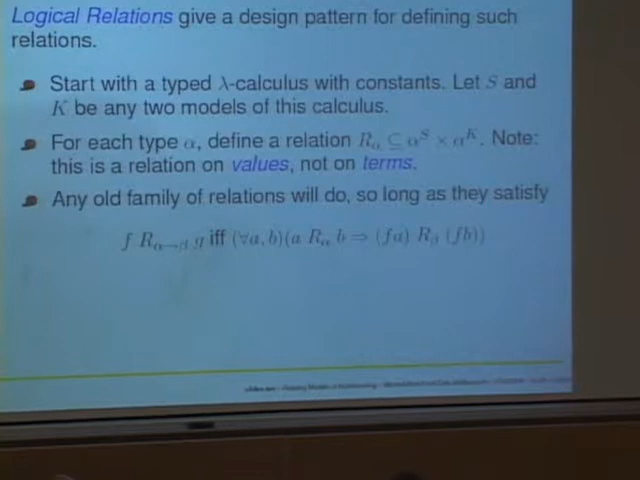 Logical Relations give a design pattern for defining such
relations.
Start with a typed λ-calculus with constants. Let S and
K be any two models of this calculus.
For each type α, define a relation R_α ⊆ α^S × α^K. Note:
this is a relation on values, not on terms.
Any old family of relations will do, so long as they satisfy
f R_{α→β} g iff (∀a, b)(a R_α b ⇒ (fa) R_β (fb))